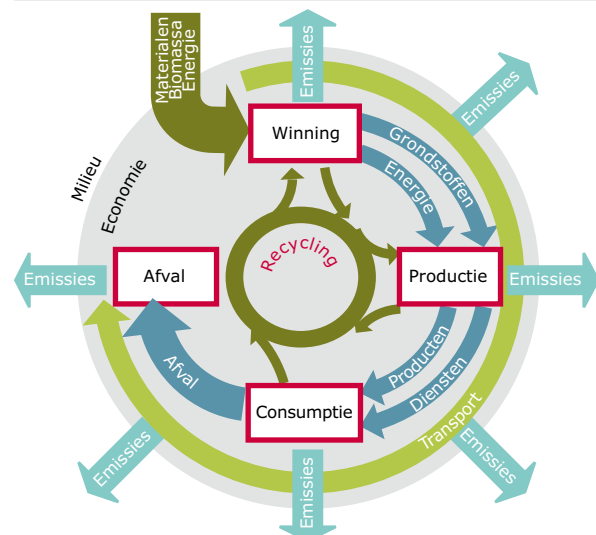 Materialen
Biomassa
Energie
Emissies
Emissies
Winning
Grondstoffen
Energie
Milieu
Economie
Recycling
Emissies
Afval
Productie
Emissies
Afval
Producten
Diensten
Consumptie
Transport
Emissies
Emissies
Emissies